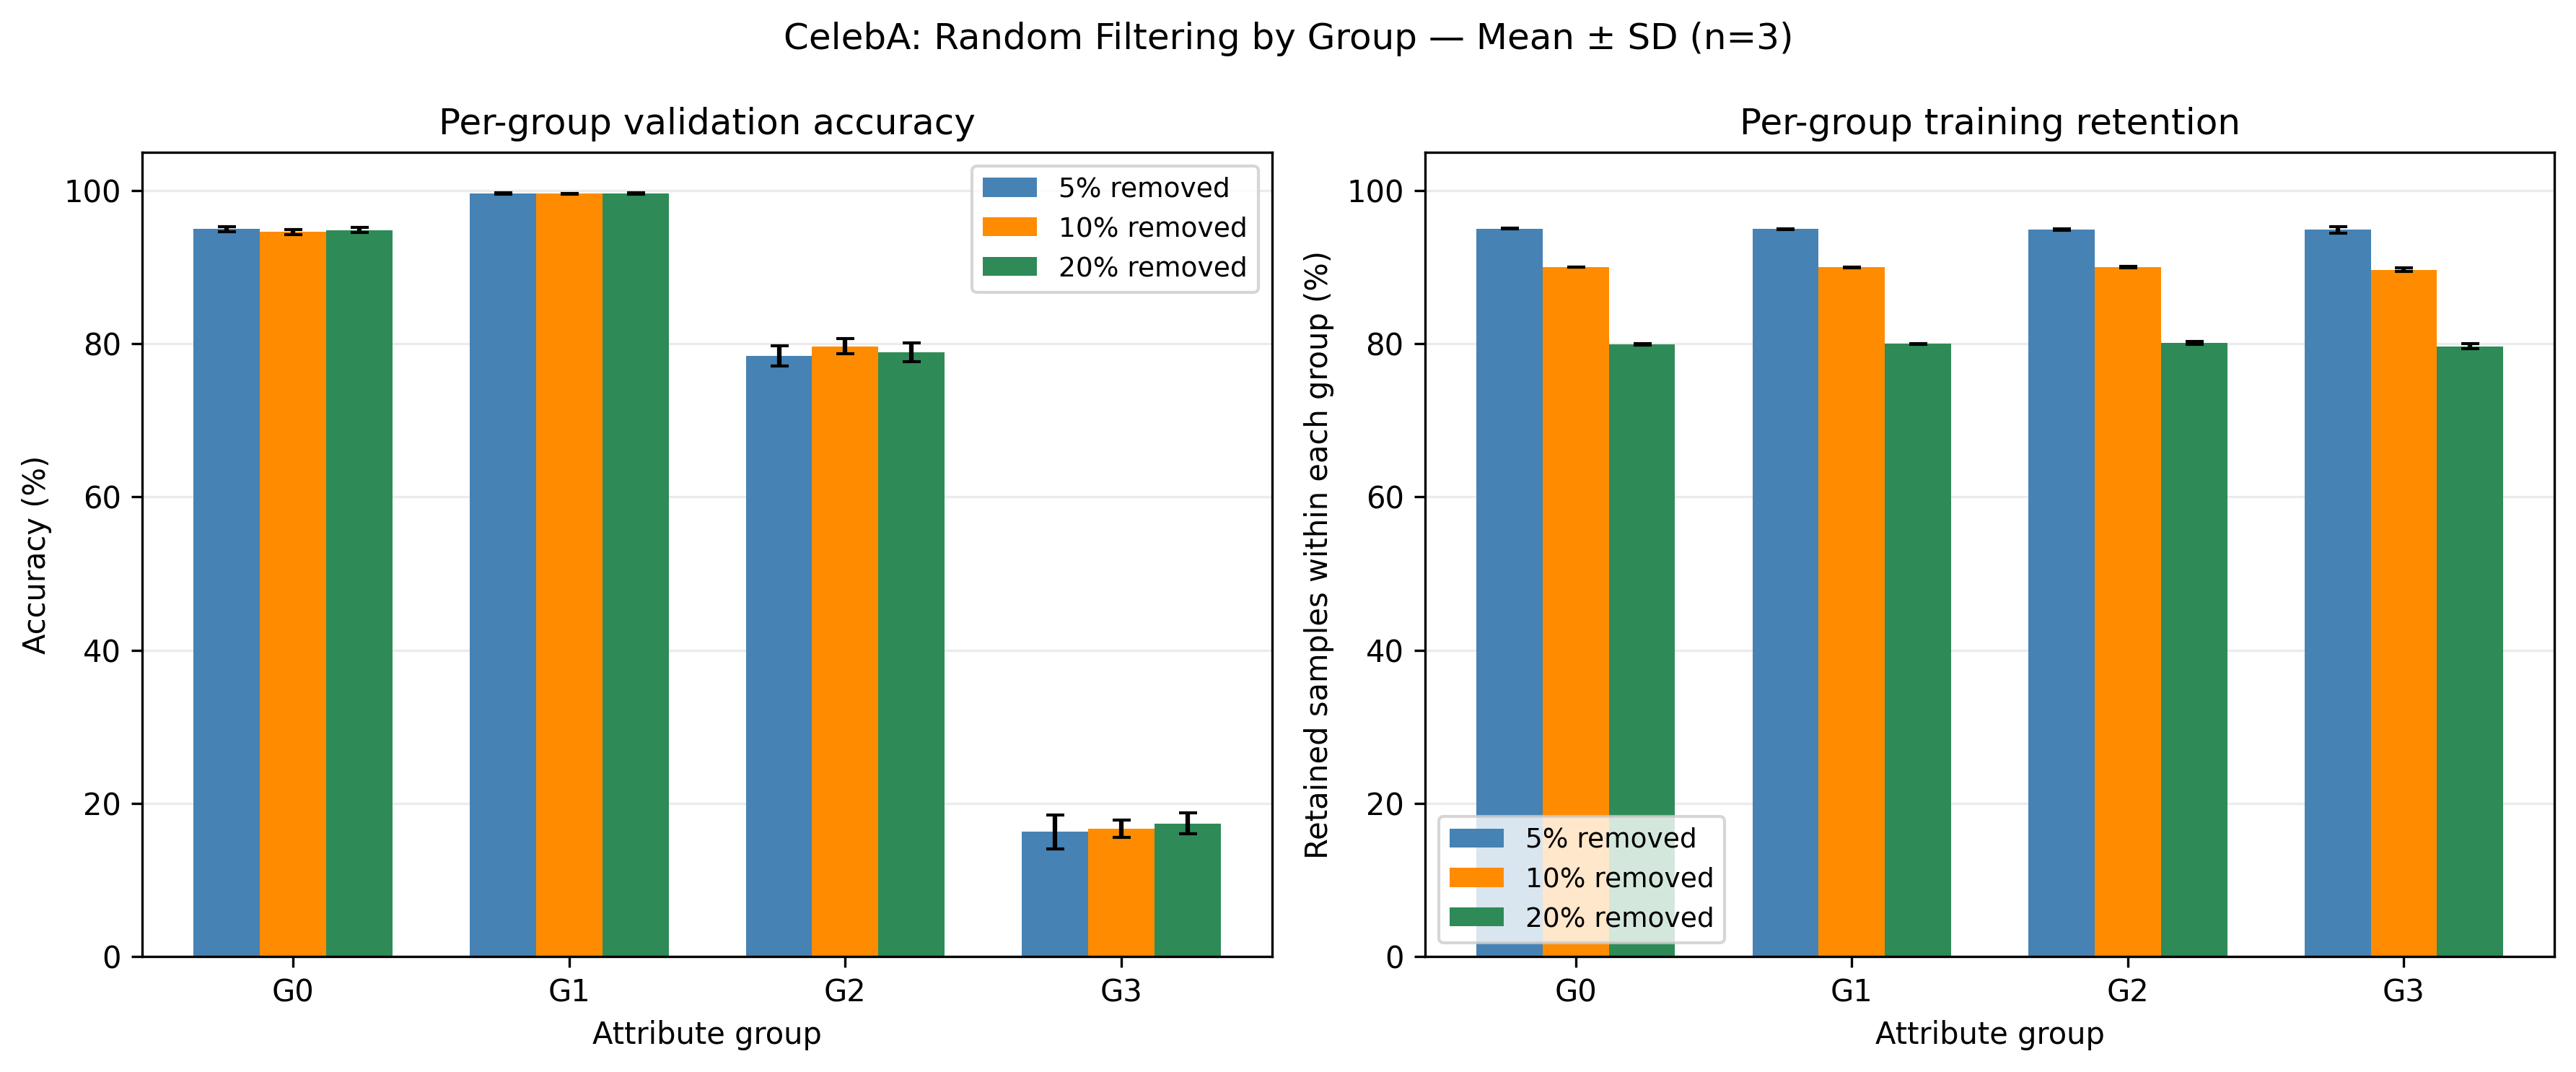 CelebA: Random Filtering by Group — Mean ± SD (n=3)
Per-group validation accuracy
Accuracy (%)
100
80
60
40
20
0
5% removed
10% removed
20% removed
G0
G1
G2
G3
Attribute group
Per-group training retention
Retained samples within each group (%)
100
80
60
40
20
0
5% removed
10% removed
20% removed
G0
G1
G2
G3
Attribute group